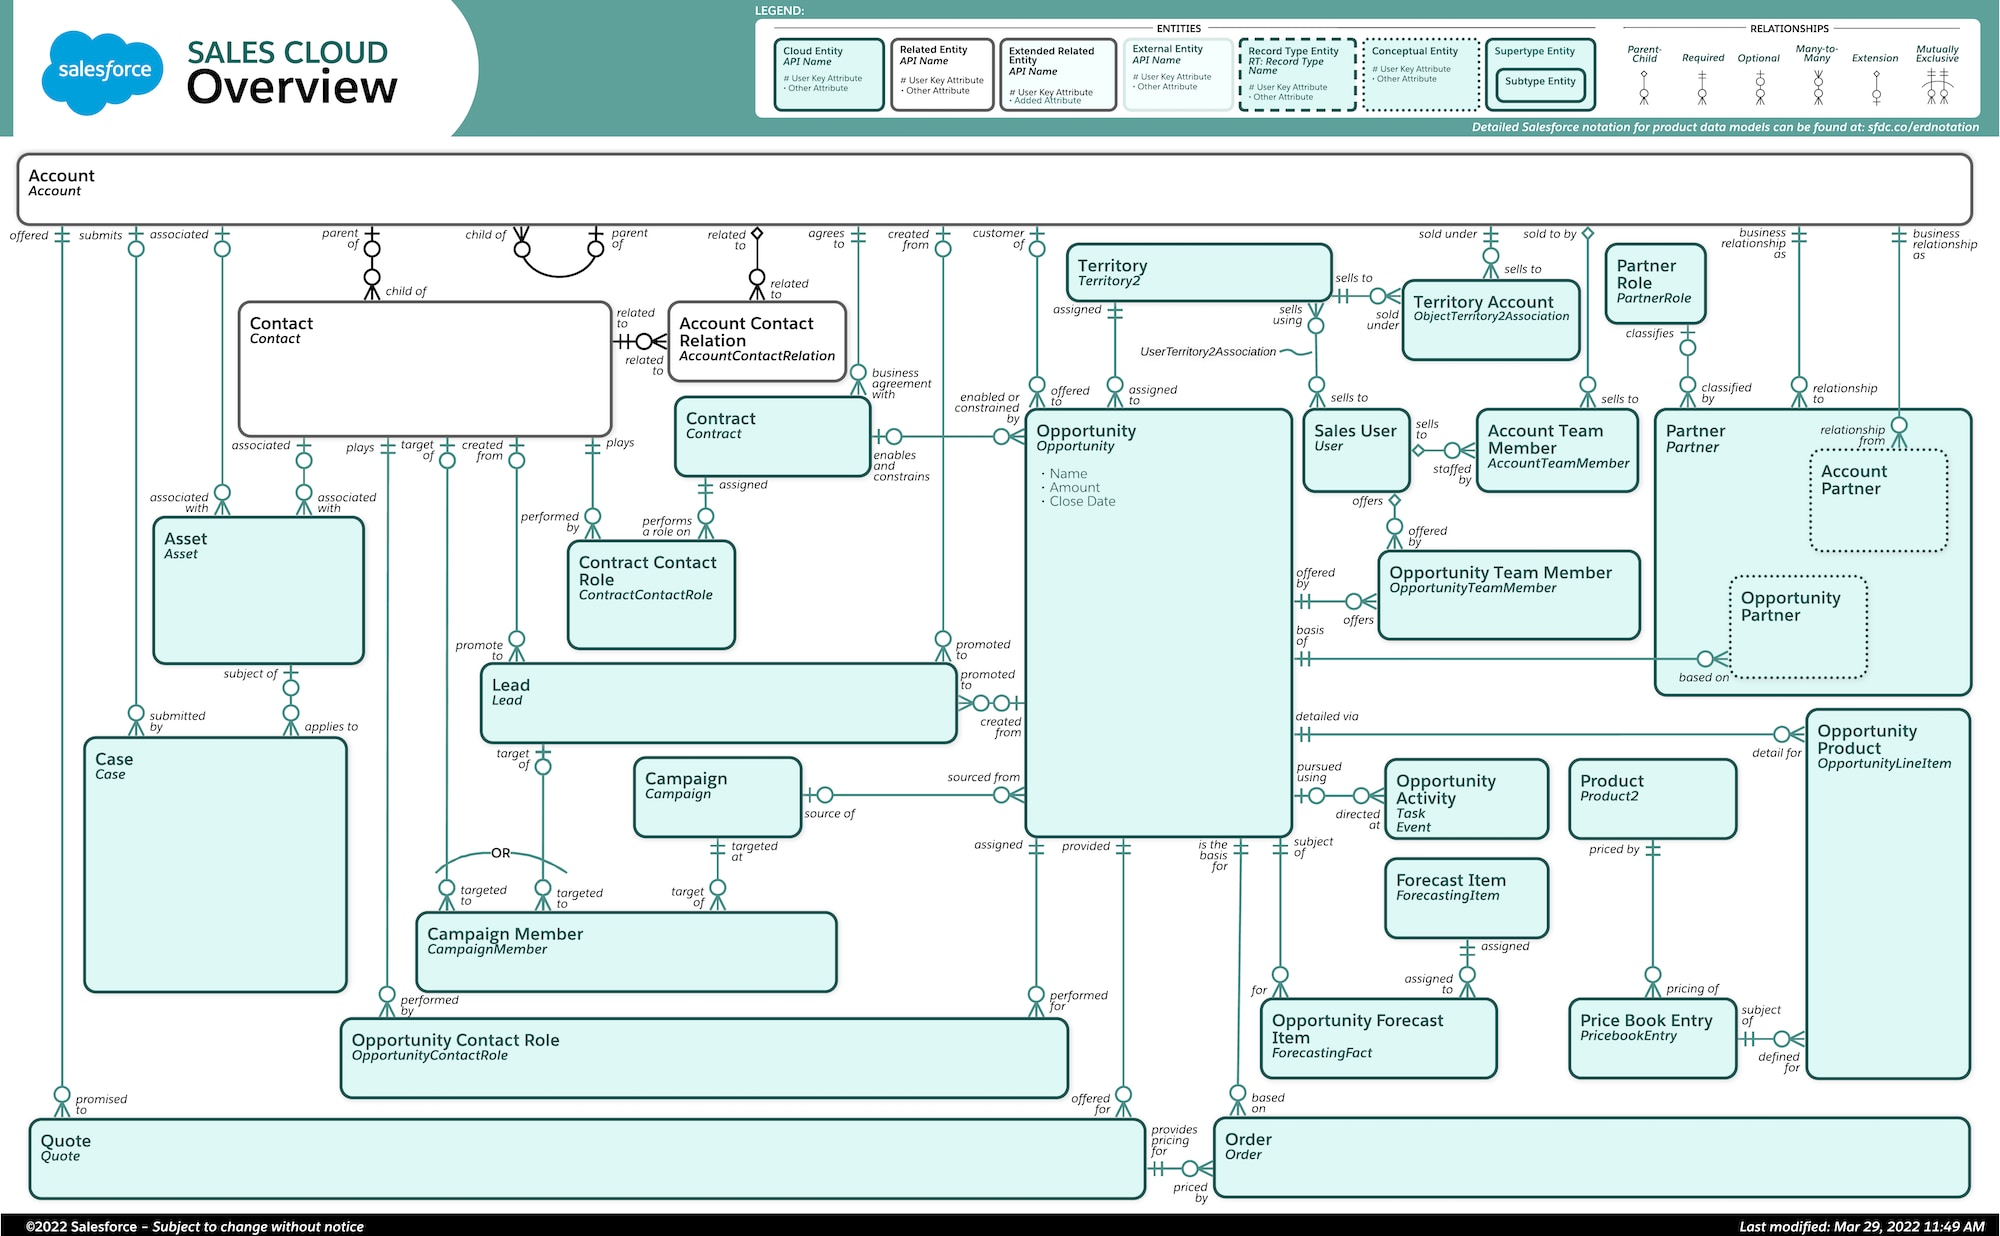 salesforce
SALES CLOUD
Overview
LEGEND:
ENTITIES
Cloud Entity
API Name
# User Key Attribute
• Other Attribute
Related Entity
API Name
# User Key Attribute
• Other Attribute
Extended Related
Entity
API Name
# User Key Attribute
• Added Attribute
External Entity
API Name
# User Key Attribute
• Other Attribute
Record Type Entity
RT: Record Type
Name
# User Key Attribute
• Other Attribute
Conceptual Entity
# User Key Attribute
• Other Attribute
Supertype Entity
Subtype Entity
RELATIONSHIPS
Parent-
Child
Required
Optional
Many-to-
Many
Extension
Mutually
Exclusive
Detailed Salesforce notation for product data models can be found at: sfdc.co/erdnotation
Account
Account
offered
submits
associated
parent
of
child of
parent
of
related
to
agrees
to
created
from
customer
of
sold under
sold to by
business
relationship
as
business
relationship
as
child of
related
to
Contact
Contact
related
to
related
to
Account Contact
Relation
AccountContactRelation
Territory
Territory2
assigned
sells
using
sells to
sold
under
sells to
Territory Account
ObjectTerritory2Association
Partner
Role
PartnerRole
classifies
UserTerritory2Association
business
agreement
with
enabled or
constrained
by
offered
to
assigned
to
sells to
sells to
classified
by
relationship
to
Contract
Contract
enables
and
constrains
assigned
Opportunity
Opportunity
• Name
• Amount
• Close Date
Sales User
User
sells
to
staffed
by
Account Team
Member
AccountTeamMember
Partner
Partner
relationship
from
Account
Partner
associated
plays
target
of
created
from
plays
associated
with
associated
with
performed
by
performs
a role on
offers
offered
by
Asset
Asset
Contract Contact
Role
ContractContactRole
offered
by
offers
Opportunity Team Member
OpportunityTeamMember
Opportunity
Partner
basis
of
based on
subject of
promote
to
promoted
to
Lead
Lead
promoted
to
created
from
submitted
by
applies to
detailed via
detail for
Opportunity
Product
OpportunityLineItem
Case
Case
target
of
Campaign
Campaign
sourced from
source of
pursued
using
directed
at
Opportunity
Activity
Task
Event
Product
Product2
OR
targeted
at
assigned
provided
is the
basis
for
subject
of
priced by
targeted
to
targeted
to
target
of
Forecast Item
ForecastingItem
Campaign Member
CampaignMember
assigned
assigned
to
for
pricing of
performed
by
performed
for
Opportunity Contact Role
OpportunityContactRole
Opportunity Forecast
Item
ForecastingFact
Price Book Entry
PricebookEntry
subject
of
defined
for
promised
to
offered
for
based
on
Quote
Quote
provides
pricing
for
priced
by
Order
Order
©2022 Salesforce – Subject to change without notice
Last modified: Mar 29, 2022 11:49 AM